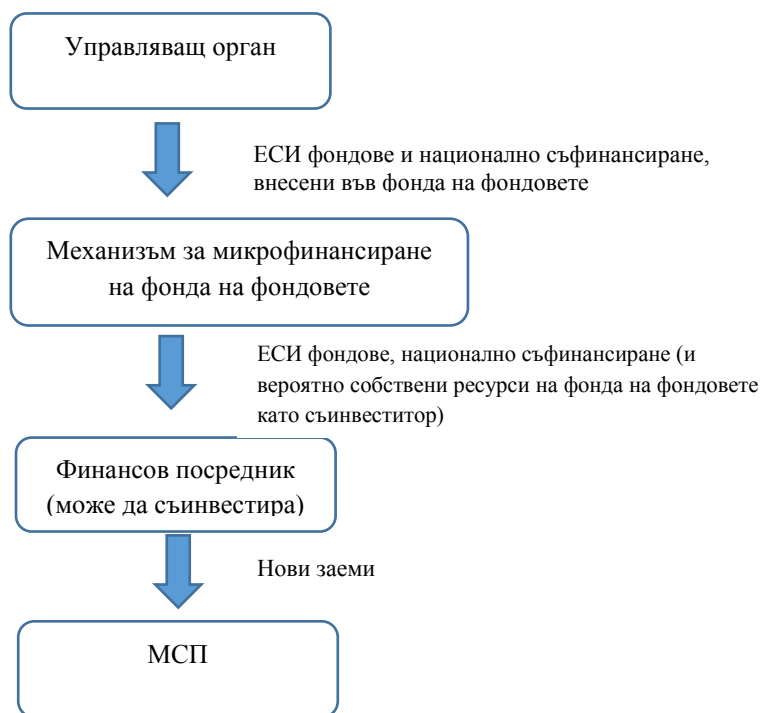 Управляващ орган
ЕСИ фондове и национално съфинансиране,
внесени във фонда на фондовете
Механизъм за микрофинансиране
на фонда на фондовете
ЕСИ фондове, национално съфинансиране (и
вероятно собствени ресурси на фонда на фондовете
като съинвеститор)
Финансов посредник
(може да съинвестира)
Нови заеми
МСП